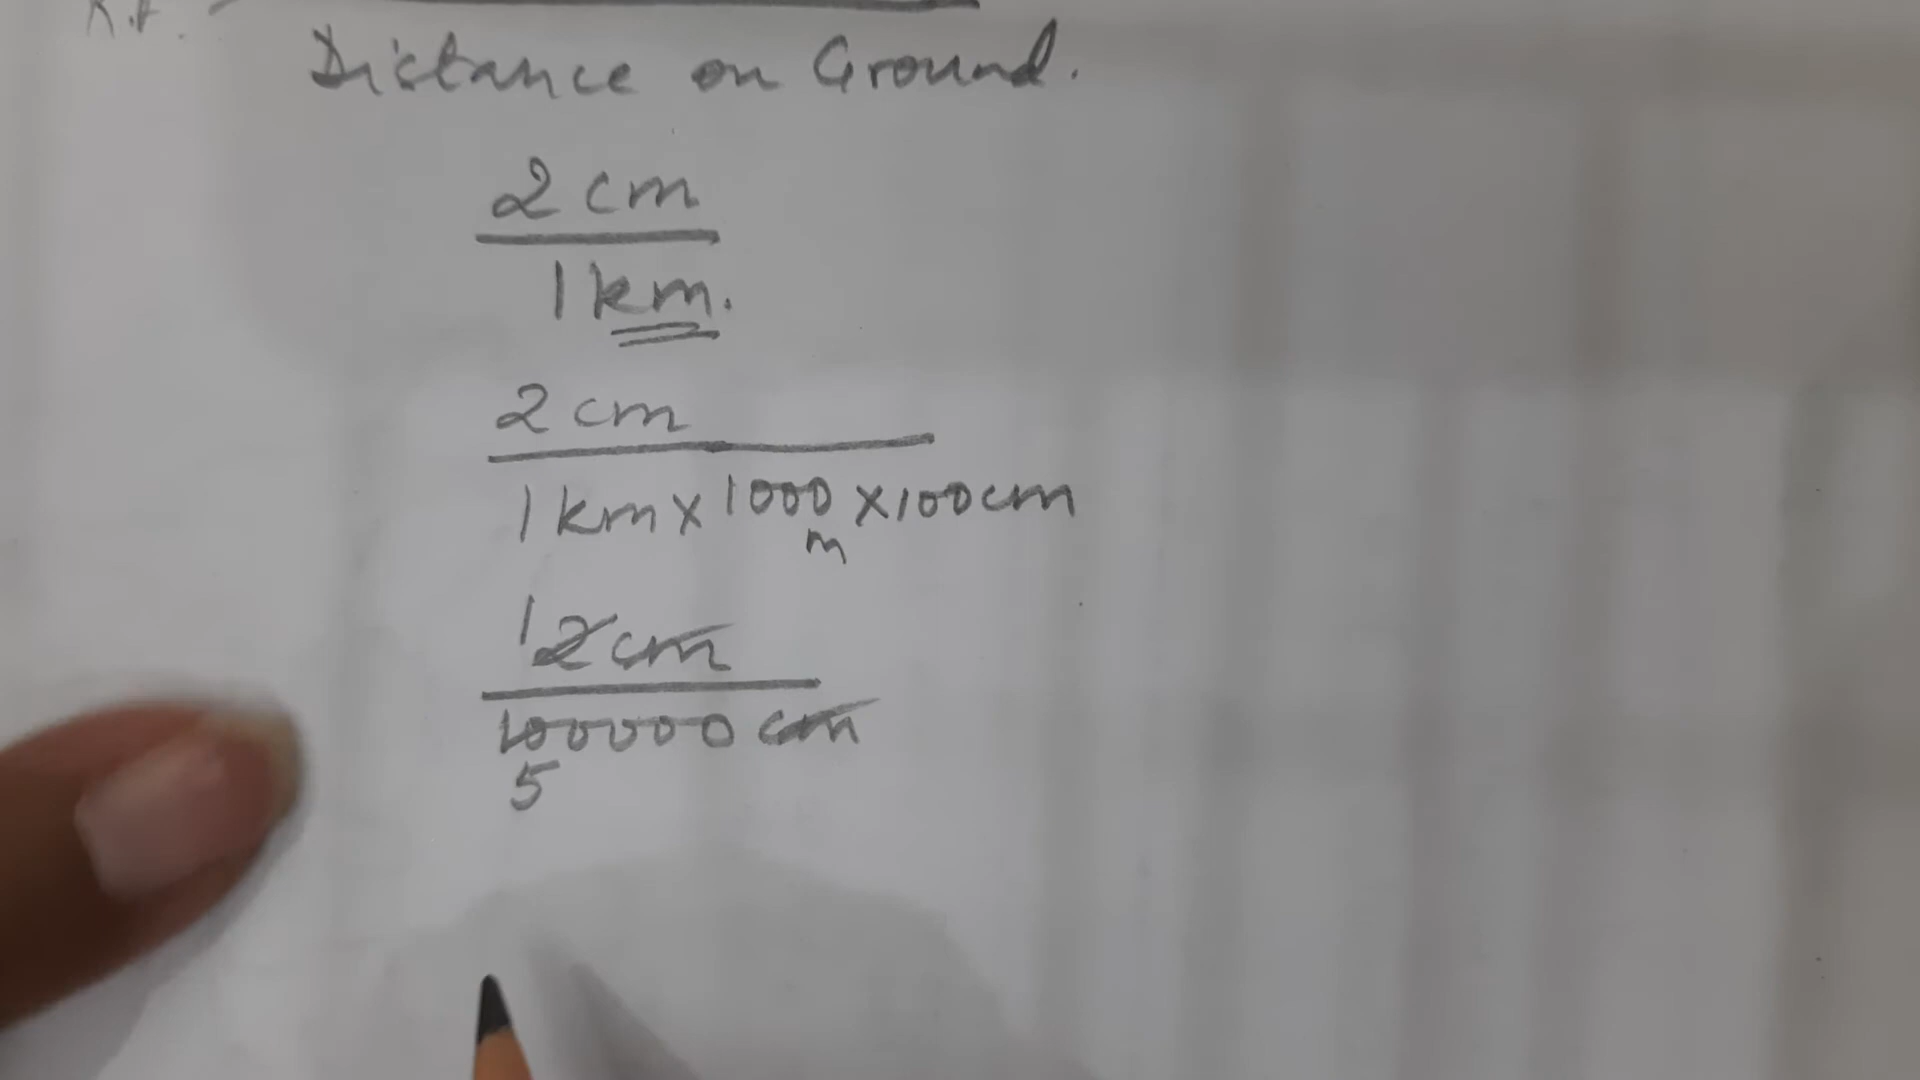 R.F.
Distance on Ground.
2 cm
1 km.
2 cm
1 km x 1000 m x 100 cm
1 2 cm
100000 cm
5